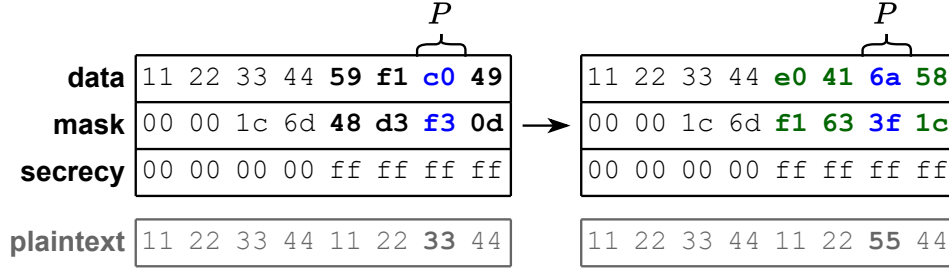 P P
data 11 22 33 44 59 f1 c0 49 11 22 33 44 e0 41 6a 58
mask 00 00 1c 6d 48 d3 f3 0d → 00 00 1c 6d f1 63 3f 1c
secrecy 00 00 00 00 ff ff ff ff 00 00 00 00 ff ff ff ff
plaintext 11 22 33 44 11 22 33 44 11 22 33 44 11 22 55 44